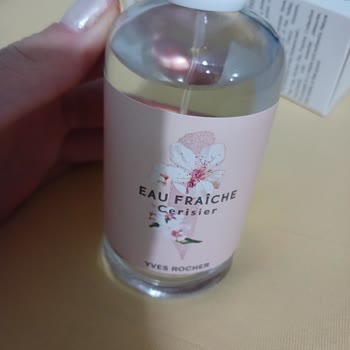 EAU FRAÎCHE
Cerisier
YVES ROCHER